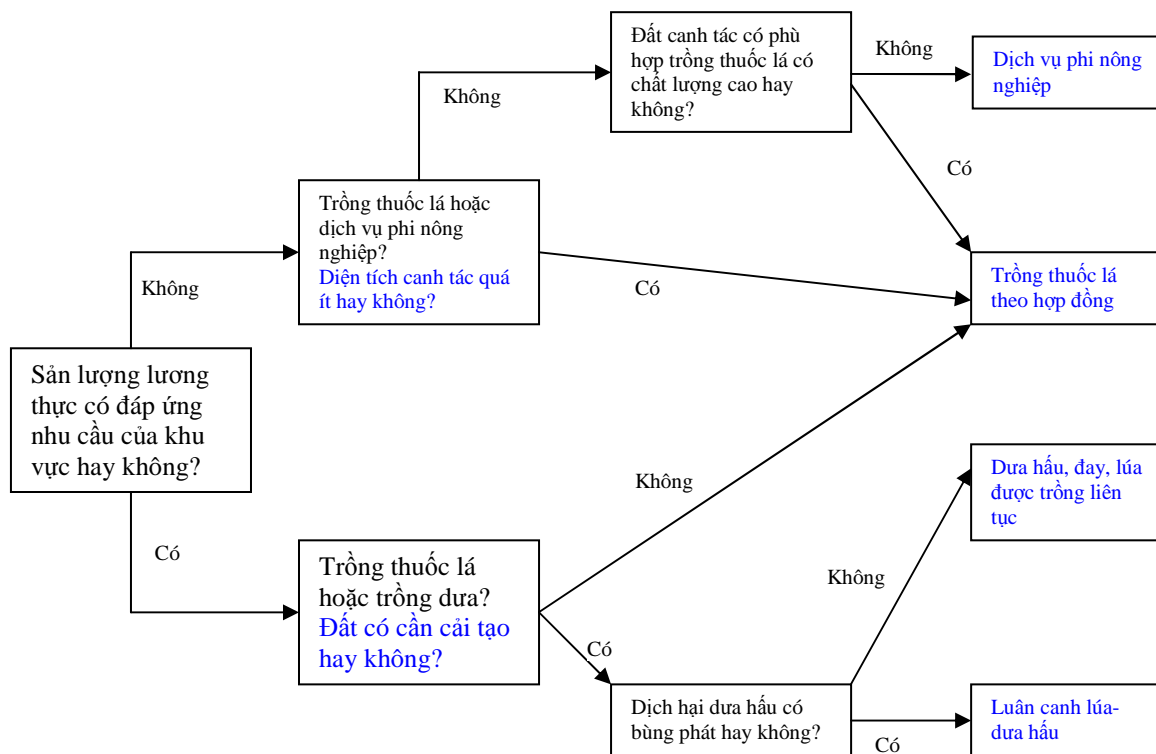 Đất canh tác có phù
hợp trồng thuốc lá có
chất lượng cao hay
không?
Không
Dịch vụ phi nông
nghiệp
Không
Có
Trồng thuốc lá hoặc
dịch vụ phi nông
nghiệp?
Diện tích canh tác quá
ít hay không?
Không
Có
Trồng thuốc lá
theo hợp đồng
Sản lượng lương
thực có đáp ứng
nhu cầu của khu
vực hay không?
Không
Dưa hấu, đay, lúa
được trồng liên
tục
Có
Trồng thuốc lá
hoặc trồng dưa?
Đất có cần cải tạo
hay không?
Không
Có
Dịch hại dưa hấu có
bùng phát hay không?
Có
Luân canh lúa-
dưa hấu